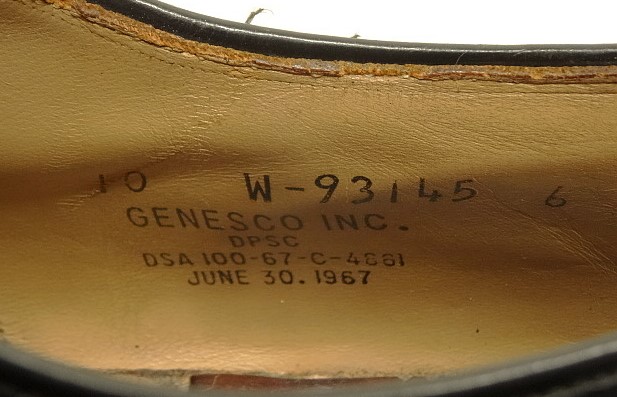 10 W-93145 6
GENESCO INC.
DPSC
DSA 100-67-C-4881
JUNE 30. 1967